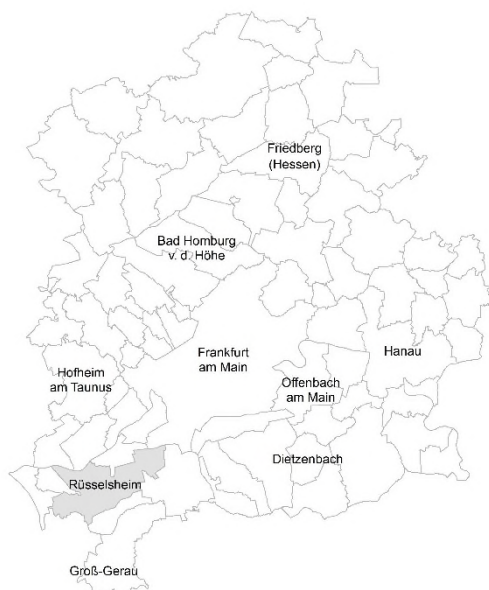 Friedberg
(Hessen)
Bad Homburg
v. d. Höhe
Frankfurt
am Main
Hanau
Hofheim
am Taunus
Offenbach
am Main
Dietzenbach
Rüsselsheim
Groß-Gerau